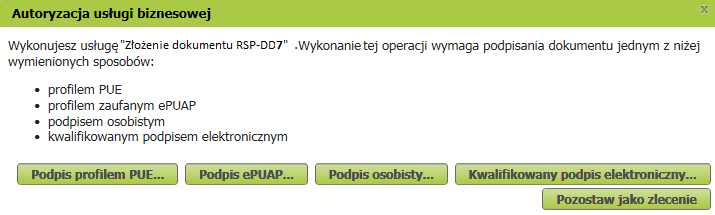 Autoryzacja usługi biznesowej
Wykonujesz usługę "Złożenie dokumentu RSP-DD7" .Wykonanie tej operacji wymaga podpisania dokumentu jednym z niżej
wymienionych sposobów:
• profilem PUE
• profilem zaufanym ePUAP
• podpisem osobistym
• kwalifikowanym podpisem elektronicznym
Podpis profilem PUE... Podpis ePUAP... Podpis osobisty... Kwalifikowany podpis elektroniczny...
Pozostaw jako zlecenie